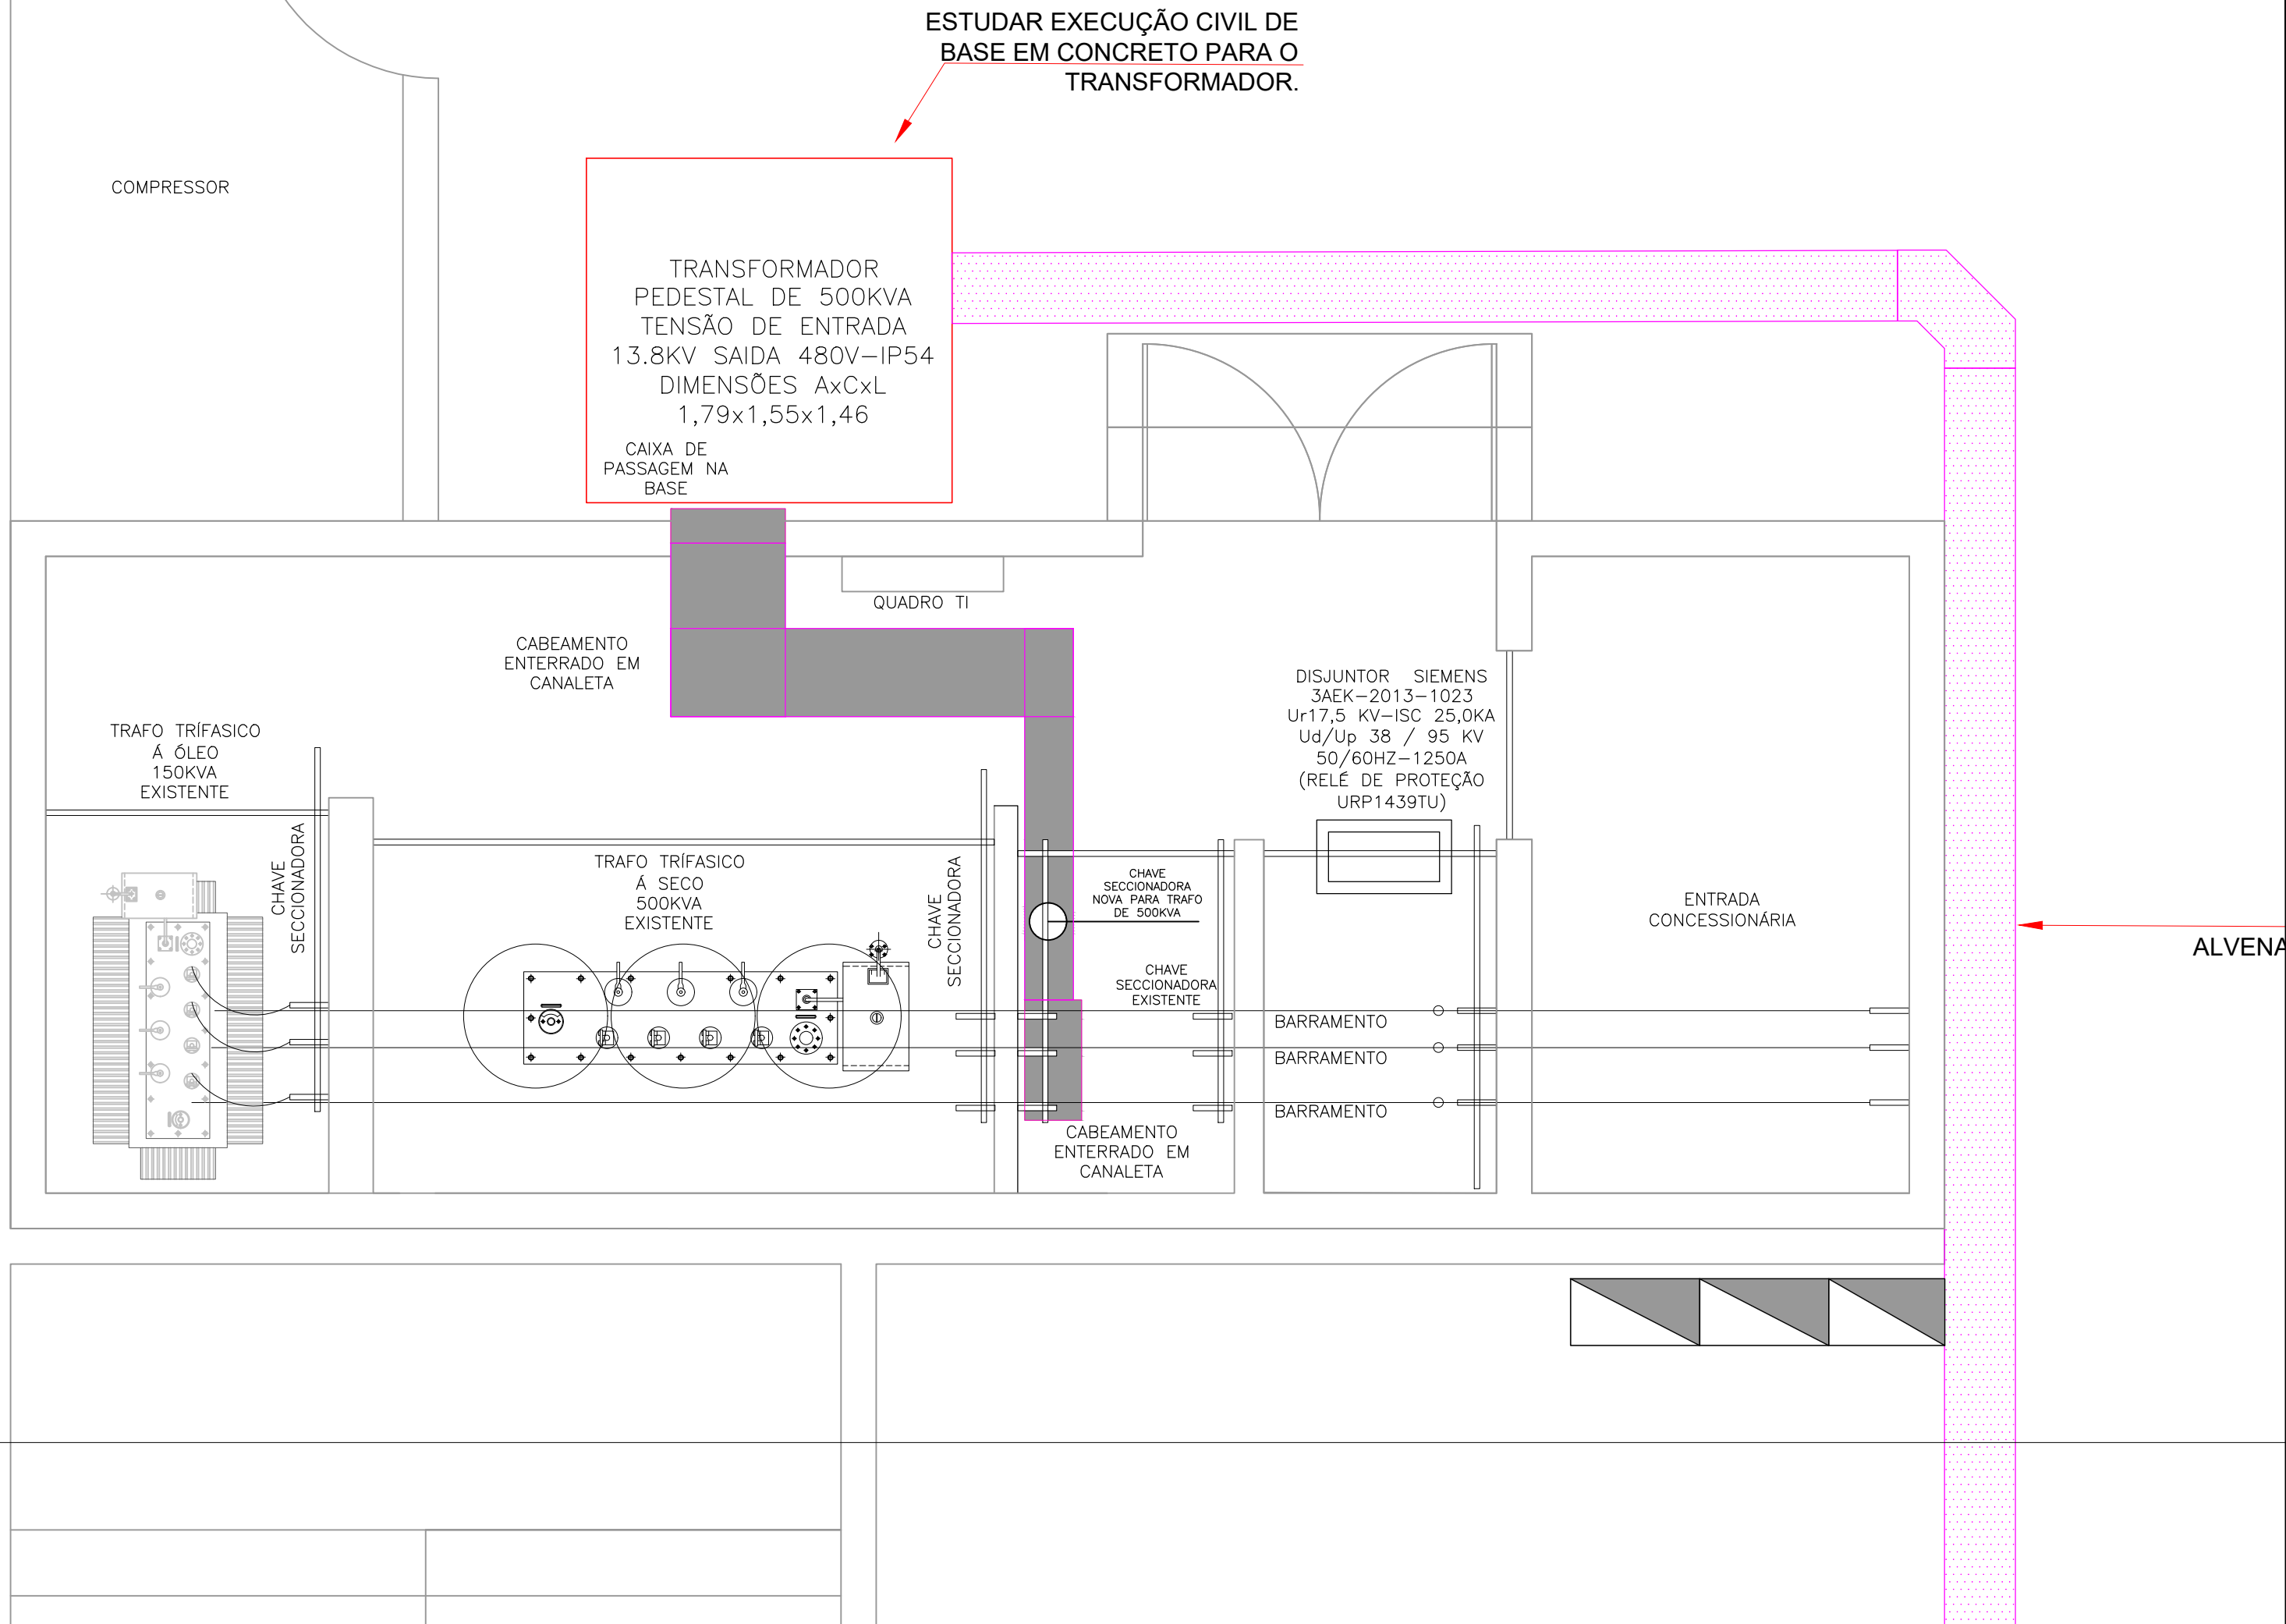 ESTUDAR EXECUÇÃO CIVIL DE
BASE EM CONCRETO PARA O
TRANSFORMADOR.
COMPRESSOR
TRANSFORMADOR
PEDESTAL DE 500KVA
TENSÃO DE ENTRADA
13.8KV SAIDA 480V-IP54
DIMENSÕES AxCxL
1,79x1,55x1,46
CAIXA DE
PASSAGEM NA
BASE
QUADRO TI
CABEAMENTO
ENTERRADO EM
CANALETA
DISJUNTOR SIEMENS
3AEK-2013-1023
Ur17,5 KV-ISC 25,0KA
Ud/Up 38 / 95 KV
50/60HZ-1250A
(RELÉ DE PROTEÇÃO
URP1439TU)
TRAFO TRÍFASICO
Á ÓLEO
150KVA
EXISTENTE
CHAVE
SECCIONADORA
TRAFO TRÍFASICO
Á SECO
500KVA
EXISTENTE
CHAVE
SECCIONADORA
CHAVE
SECCIONADORA
NOVA PARA TRAFO
DE 500KVA
CHAVE
SECCIONADORA
EXISTENTE
ENTRADA
CONCESSIONÁRIA
ALVENA
BARRAMENTO
BARRAMENTO
BARRAMENTO
CABEAMENTO
ENTERRADO EM
CANALETA